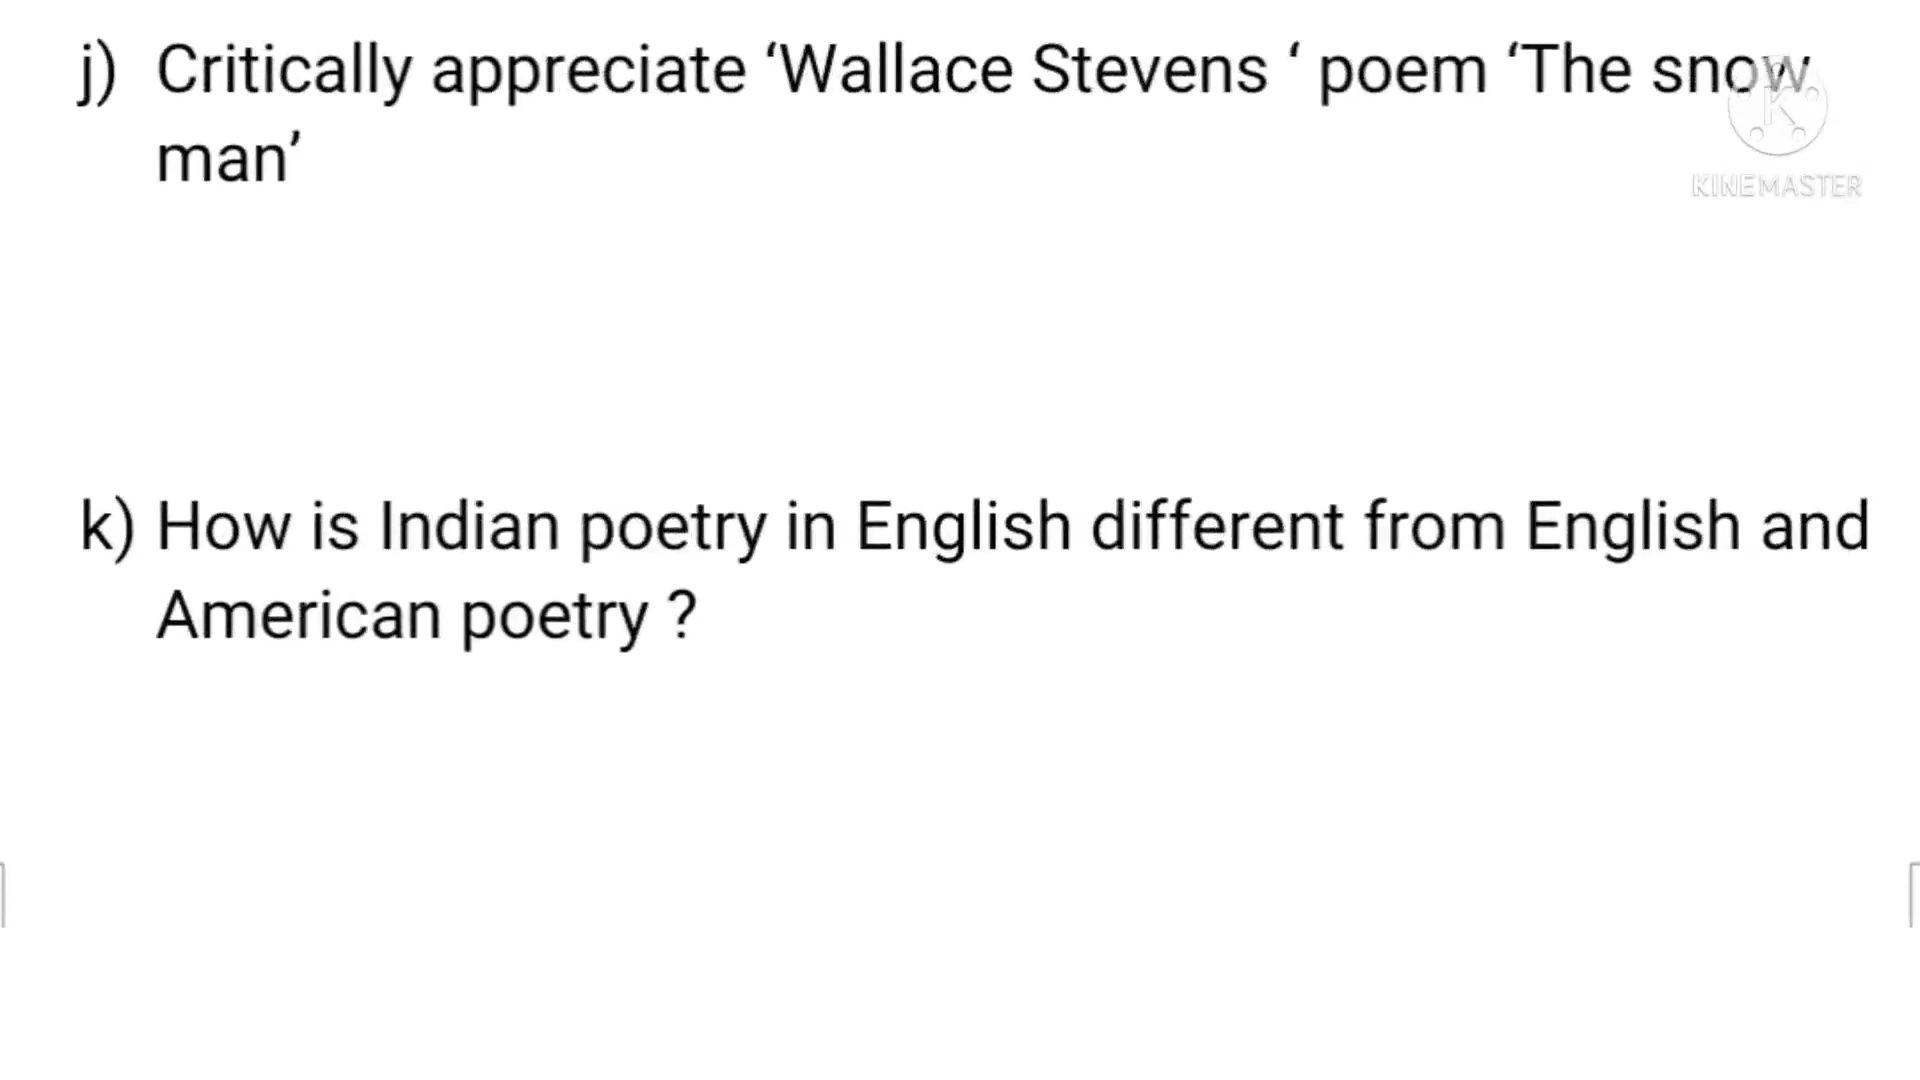 j) Critically appreciate ‘Wallace Stevens ‘ poem ‘The snow
man’
KINEMASTER
k) How is Indian poetry in English different from English and
American poetry ?